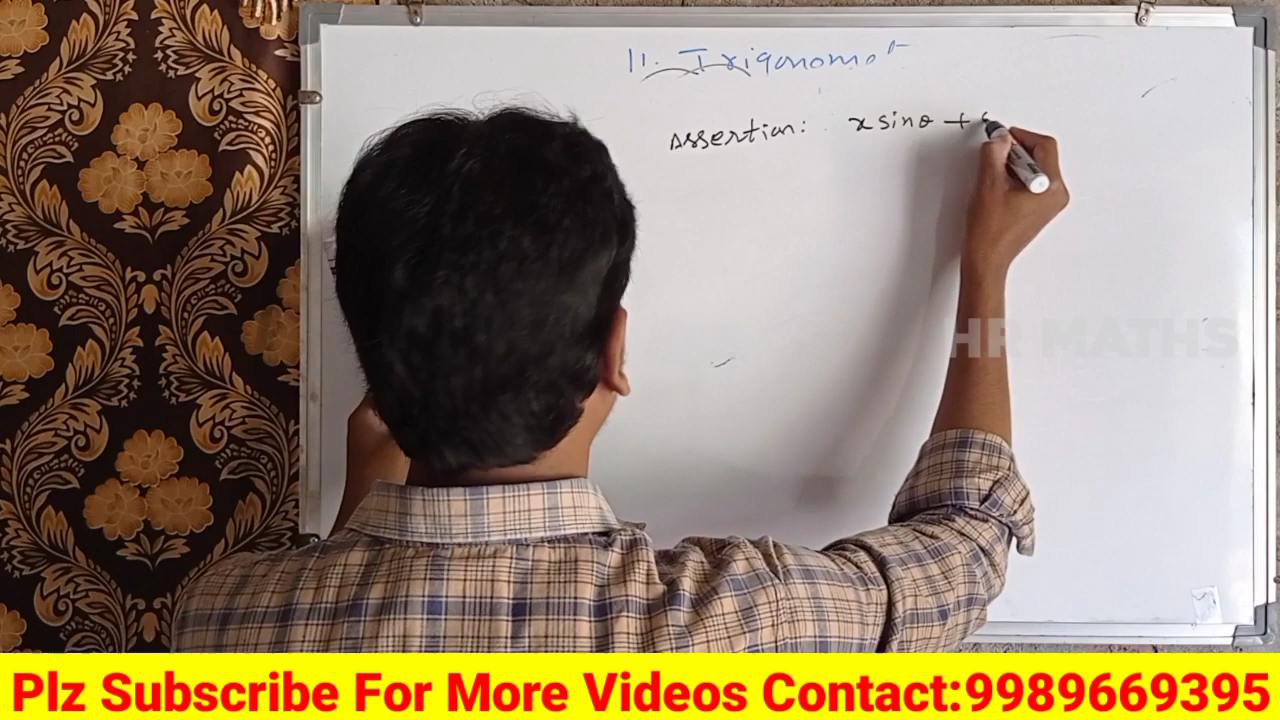 11. Trigonomet
Assertion: x sinθ +
HR MATHS
Plz Subscribe For More Videos Contact:9989669395